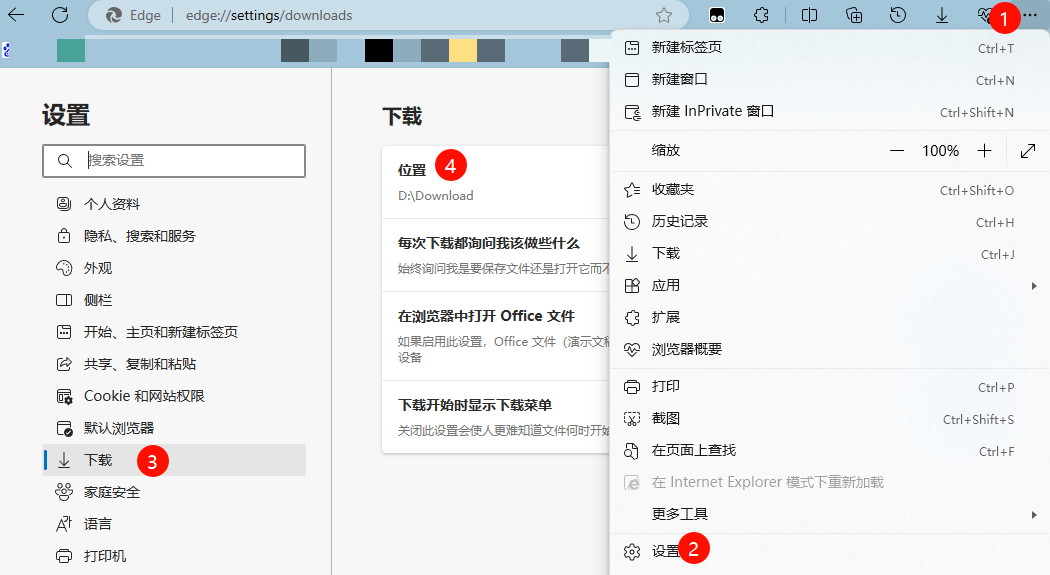 Edge
edge://settings/downloads
1
设置
搜索设置
个人资料
隐私、搜索和服务
外观
侧栏
开始、主页和新建标签页
共享、复制和粘贴
Cookie 和网站权限
默认浏览器
下载
3
家庭安全
语言
打印机
下载
位置
4
D:\Download
每次下载都询问我该做些什么
始终询问我是要保存文件还是打开它而不
在浏览器中打开 Office 文件
如果启用此设置，Office 文件（演示文稿
设备
下载开始时显示下载菜单
关闭此设置会使人更难知道文件何时开始
新建标签页 Ctrl+T
新建窗口 Ctrl+N
新建 InPrivate 窗口 Ctrl+Shift+N
缩放 — 100% +
收藏夹 Ctrl+Shift+O
历史记录 Ctrl+H
下载 Ctrl+J
应用
扩展
浏览器概要
打印 Ctrl+P
截图 Ctrl+Shift+S
在页面上查找 Ctrl+F
在 Internet Explorer 模式下重新加载
更多工具
设置
2